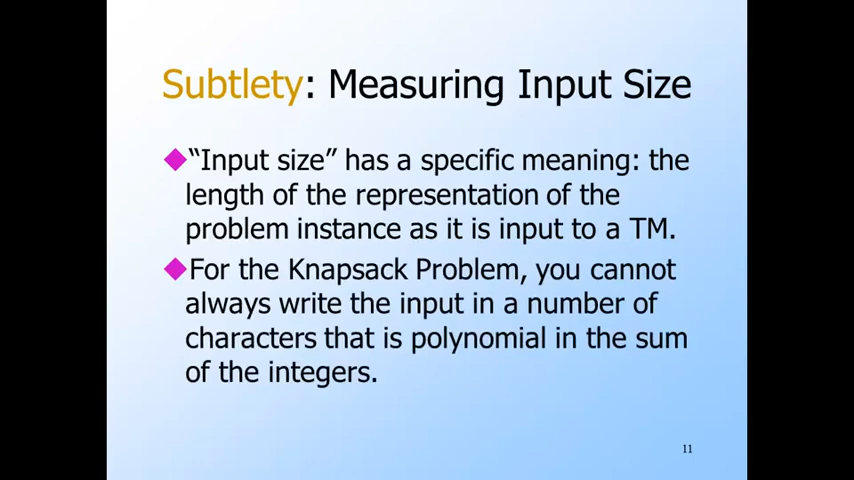 Subtlety: Measuring Input Size
“Input size” has a specific meaning: the
length of the representation of the
problem instance as it is input to a TM.
For the Knapsack Problem, you cannot
always write the input in a number of
characters that is polynomial in the sum
of the integers.
11